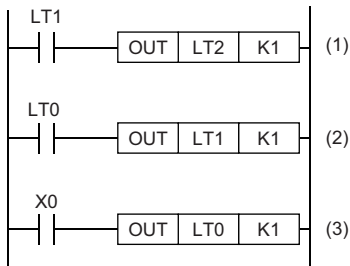 LT1
OUT LT2 K1 (1)
LT0
OUT LT1 K1 (2)
X0
OUT LT0 K1 (3)